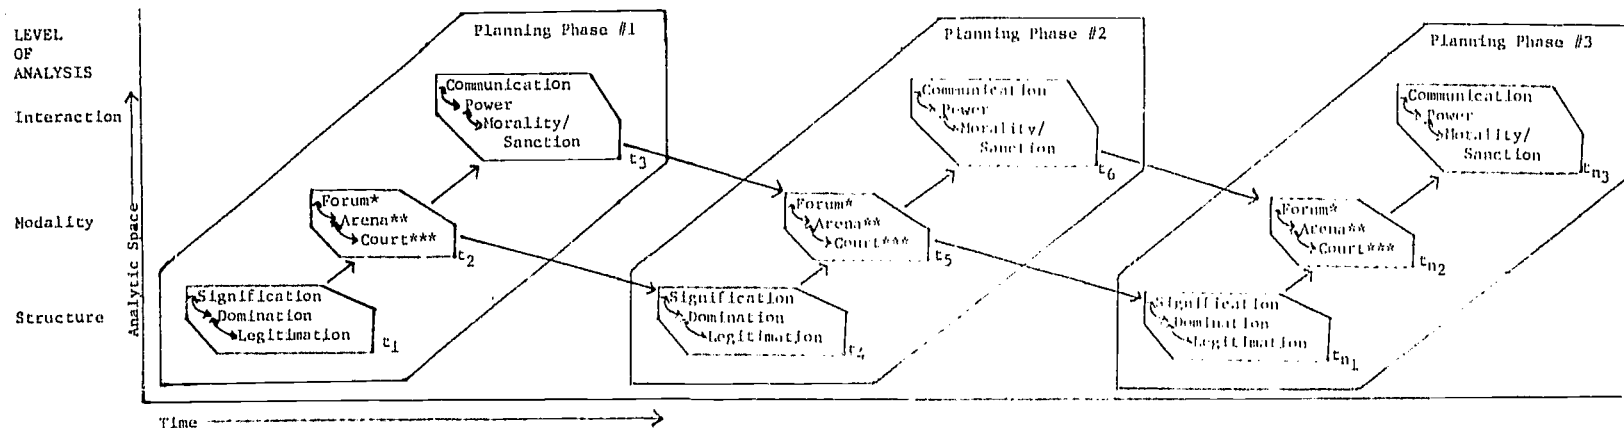 LEVEL
OF
ANALYSIS
Interaction
Modality
Structure
Analytic Space
Time
Planning Phase #1
Communication
Power
Morality/
Sanction
t3
Forum*
Arena**
Court***
t2
Signification
Domination
Legitimation
t1
Planning Phase #2
Communication
Power
Morality/
Sanction
t6
Forum*
Arena**
Court***
t5
Signification
Domination
Legitimation
t4
Planning Phase #3
Communication
Power
Morality/
Sanction
tn3
Forum*
Arena**
Court***
tn2
Signification
Domination
Legitimation
tn1